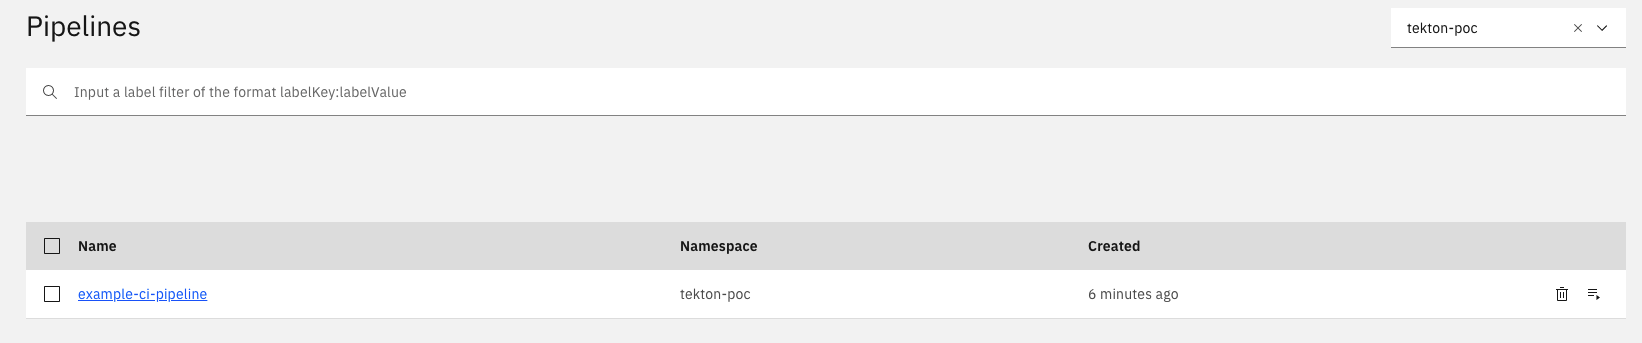 Pipelines
tekton-poc
Input a label filter of the format labelKey:labelValue
Name Namespace Created
example-ci-pipeline tekton-poc 6 minutes ago